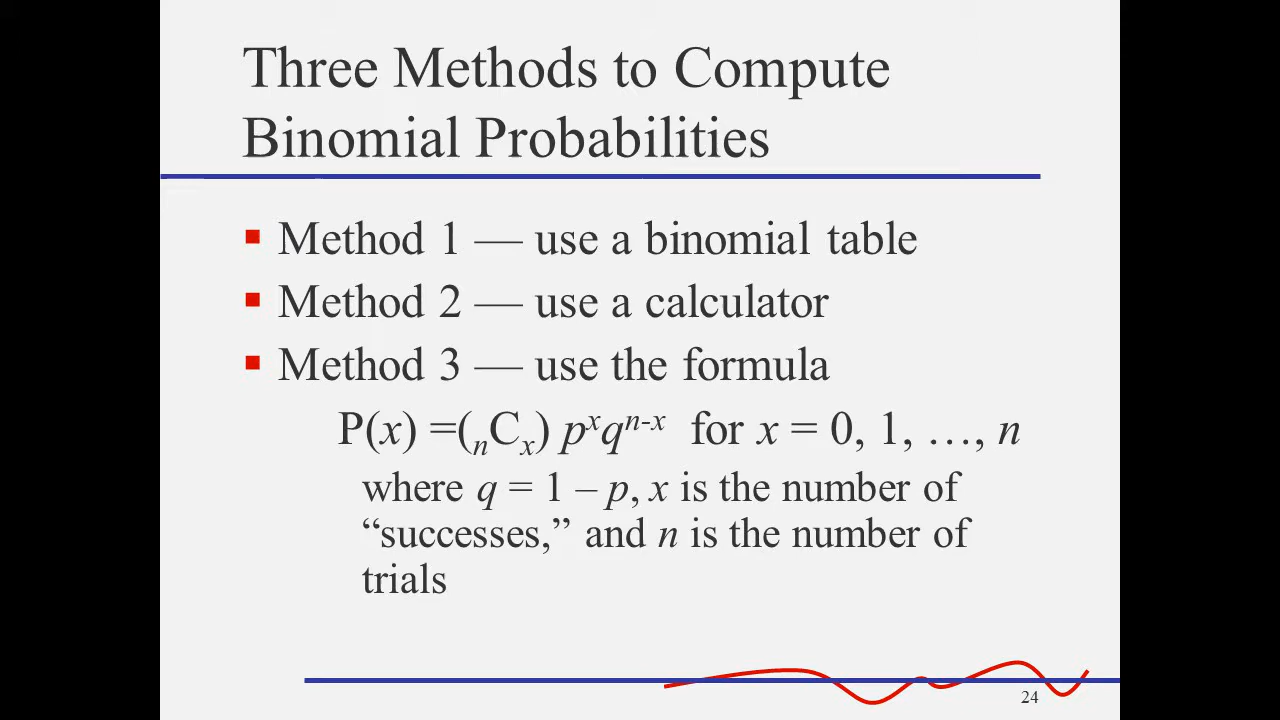 Three Methods to Compute
Binomial Probabilities
▪ Method 1 — use a binomial table
▪ Method 2 — use a calculator
▪ Method 3 — use the formula
P(x) =(ₙCₓ) pˣqⁿ⁻ˣ for x = 0, 1, …, n
where q = 1 – p, x is the number of
“successes,” and n is the number of
trials
24